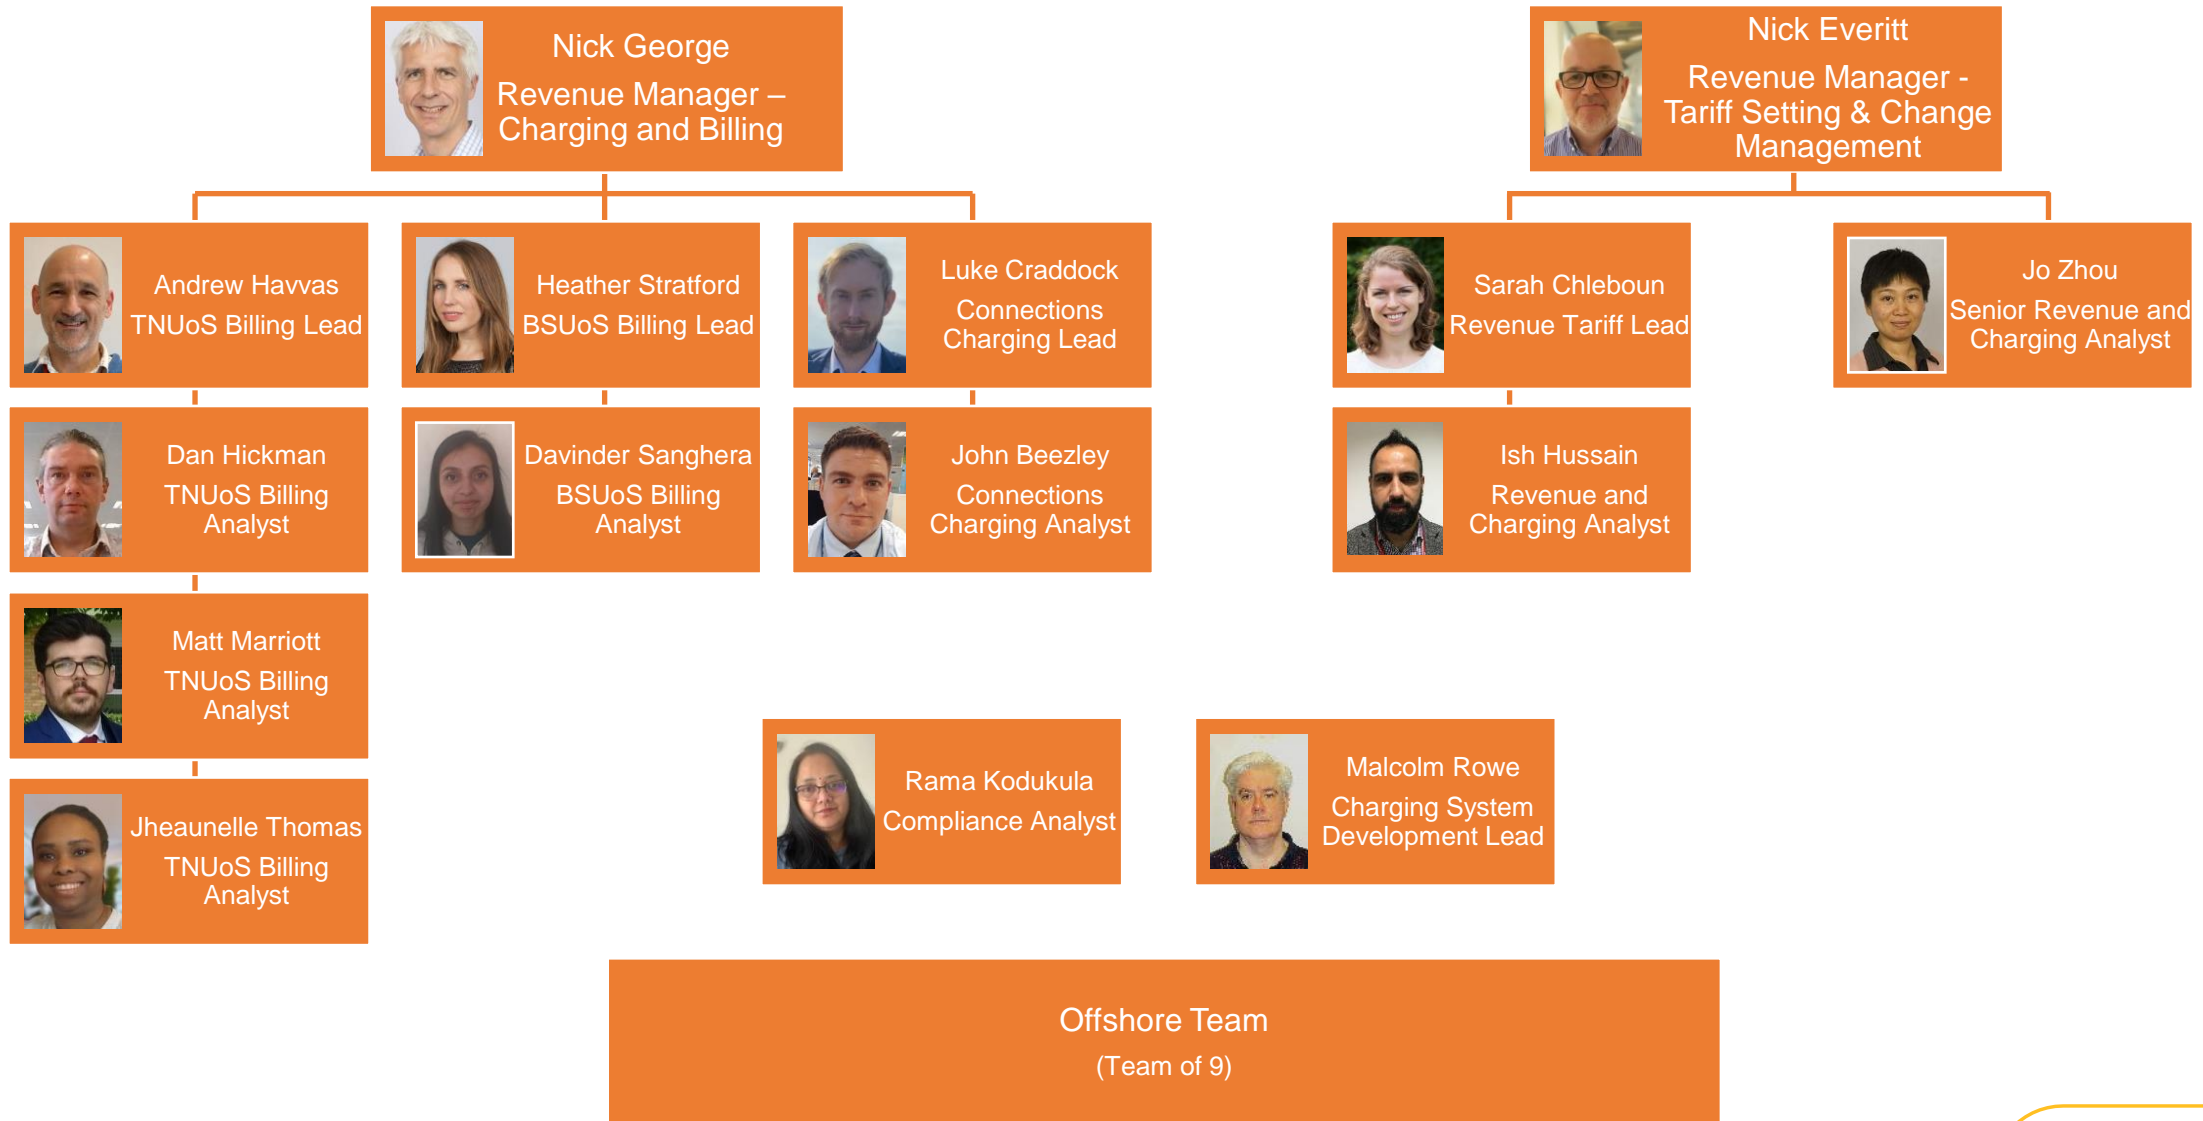 Nick George
Revenue Manager –
Charging and Billing
Nick Everitt
Revenue Manager -
Tariff Setting & Change
Management
Andrew Havvas
TNUoS Billing Lead
Heather Stratford
BSUoS Billing Lead
Luke Craddock
Connections
Charging Lead
Sarah Chleboun
Revenue Tariff Lead
Jo Zhou
Senior Revenue and
Charging Analyst
Dan Hickman
TNUoS Billing
Analyst
Davinder Sanghera
BSUoS Billing
Analyst
John Beezley
Connections
Charging Analyst
Ish Hussain
Revenue and
Charging Analyst
Matt Marriott
TNUoS Billing
Analyst
Rama Kodukula
Compliance Analyst
Malcolm Rowe
Charging System
Development Lead
Jheaunelle Thomas
TNUoS Billing
Analyst
Offshore Team
(Team of 9)